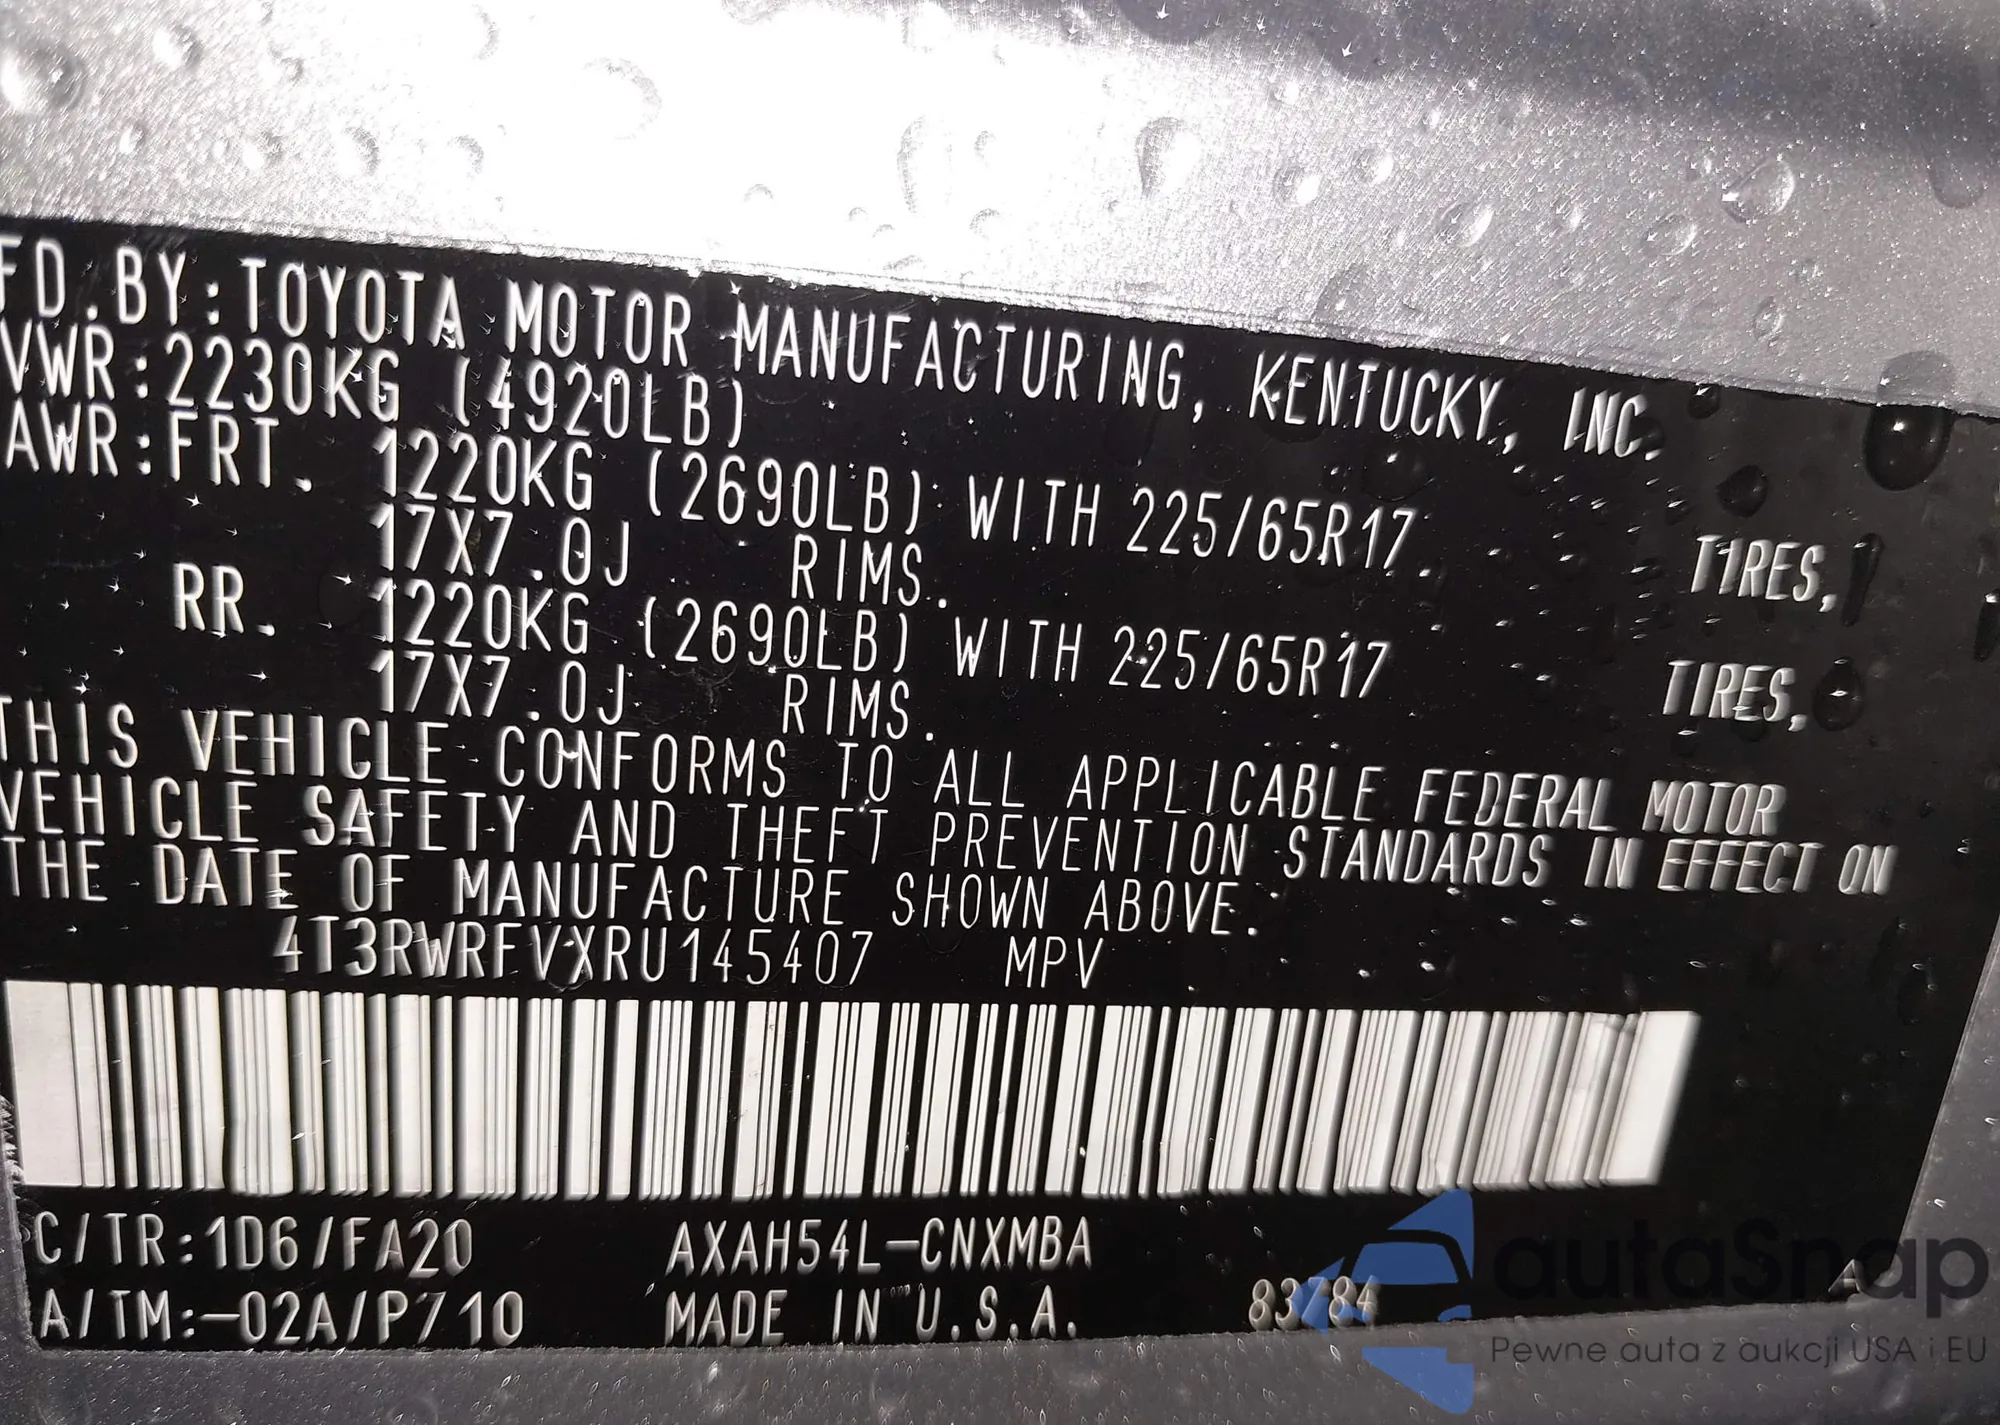 FD.BY:TOYOTA MOTOR MANUFACTURING, KENTUCKY, INC.
VWR:2230KG (4920LB)
AWR:FRT. 1220KG (2690LB) WITH 225/65R17 TIRES,
17X7.0J RIMS.
RR. 1220KG (2690LB) WITH 225/65R17 TIRES,
17X7.0J RIMS.
THIS VEHICLE CONFORMS TO ALL APPLICABLE FEDERAL MOTOR
VEHICLE SAFETY AND THEFT PREVENTION STANDARDS IN EFFECT ON
THE DATE OF MANUFACTURE SHOWN ABOVE.
4T3RWRFVXRU145407 MPV
C/TR:1D6/FA20 AXAH54L-CNXMBA
A/TM:-02A/P710 MADE IN U.S.A. 83784
A
autaSnap
Pewne auta z aukcji USA i EU